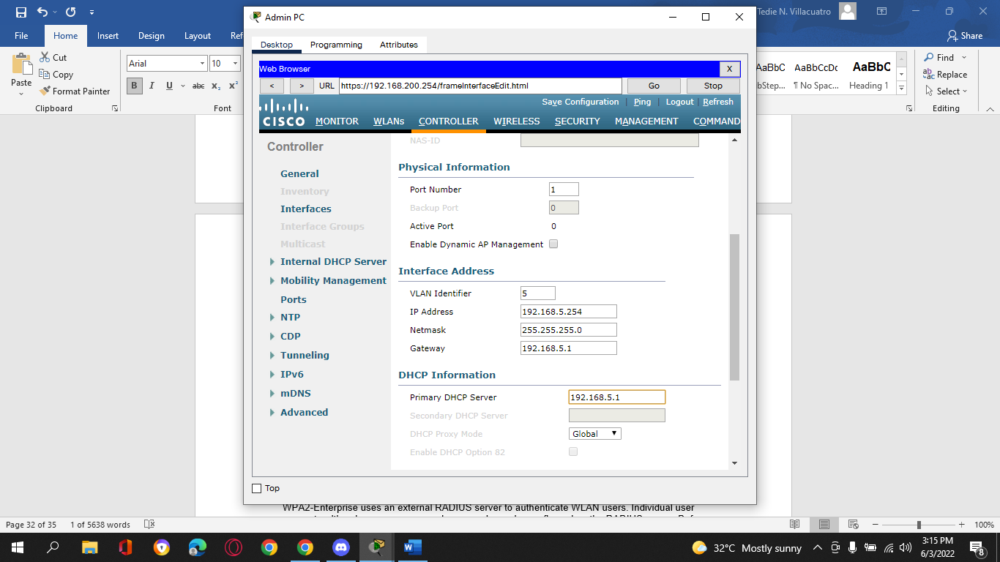 Tedie N. Villacuatro
Admin PC
File Home Insert Design Layout Ref
Share
Desktop Programming Attributes
Paste
Cut
Copy
Format Painter
Clipboard
Arial 10
B I U abc x₂ x²
Font
AaBbC AaBbCcDc AaBbC
bStep... ¶ No Spac... Heading 1
Find
Replace
Select
Editing
Web Browser X
< > URL https://192.168.200.254/frameInterfaceEdit.html Go Stop
Save Configuration Ping Logout Refresh
CISCO MONITOR WLANs CONTROLLER WIRELESS SECURITY MANAGEMENT COMMAND
Controller
General
Inventory
Interfaces
Interface Groups
Multicast
Internal DHCP Server
Mobility Management
Ports
NTP
CDP
Tunneling
IPv6
mDNS
Advanced
NAS-ID
Physical Information
Port Number 1
Backup Port 0
Active Port 0
Enable Dynamic AP Management
Interface Address
VLAN Identifier 5
IP Address 192.168.5.254
Netmask 255.255.255.0
Gateway 192.168.5.1
DHCP Information
Primary DHCP Server 192.168.5.1
Secondary DHCP Server
DHCP Proxy Mode Global
Enable DHCP Option 82
Top
WPA2-Enterprise uses an external RADIUS server to authenticate WLAN users. Individual user
Page 32 of 35 1 of 5638 words 100%
32°C Mostly sunny
3:15 PM
6/3/2022
8